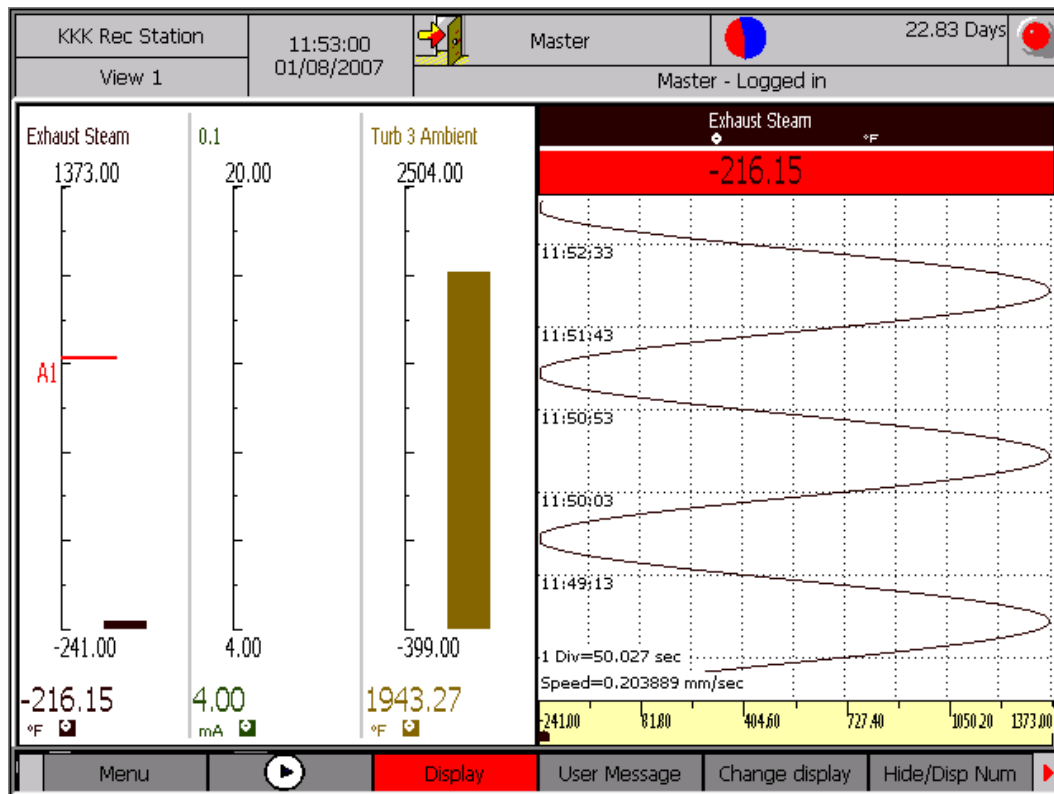 KKK Rec Station
View 1
11:53:00
01/08/2007
Master
22.83 Days
Master - Logged in
Exhaust Steam
1373.00
A1
-241.00
-216.15
°F
0.1
20.00
4.00
4.00
mA
Turb 3 Ambient
2504.00
-399.00
1943.27
°F
Exhaust Steam
°F
-216.15
11:52:33
11:51:43
11:50:53
11:50:03
11:49:13
1 Div=50.027 sec
Speed=0.203889 mm/sec
-241.00 81.80 404.60 727.40 1050.20 1373.00
Menu
Display
User Message
Change display
Hide/Disp Num